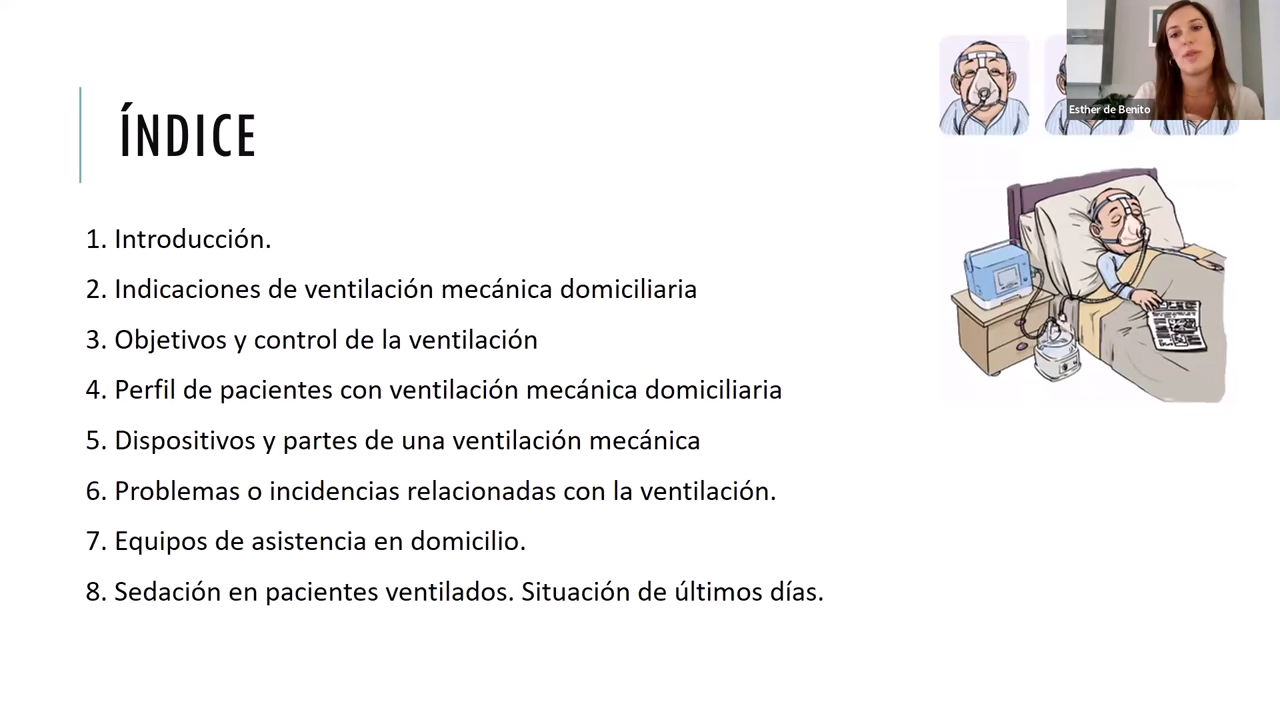 ÍNDICE
1. Introducción.
2. Indicaciones de ventilación mecánica domiciliaria
3. Objetivos y control de la ventilación
4. Perfil de pacientes con ventilación mecánica domiciliaria
5. Dispositivos y partes de una ventilación mecánica
6. Problemas o incidencias relacionadas con la ventilación.
7. Equipos de asistencia en domicilio.
8. Sedación en pacientes ventilados. Situación de últimos días.
Esther de Benito